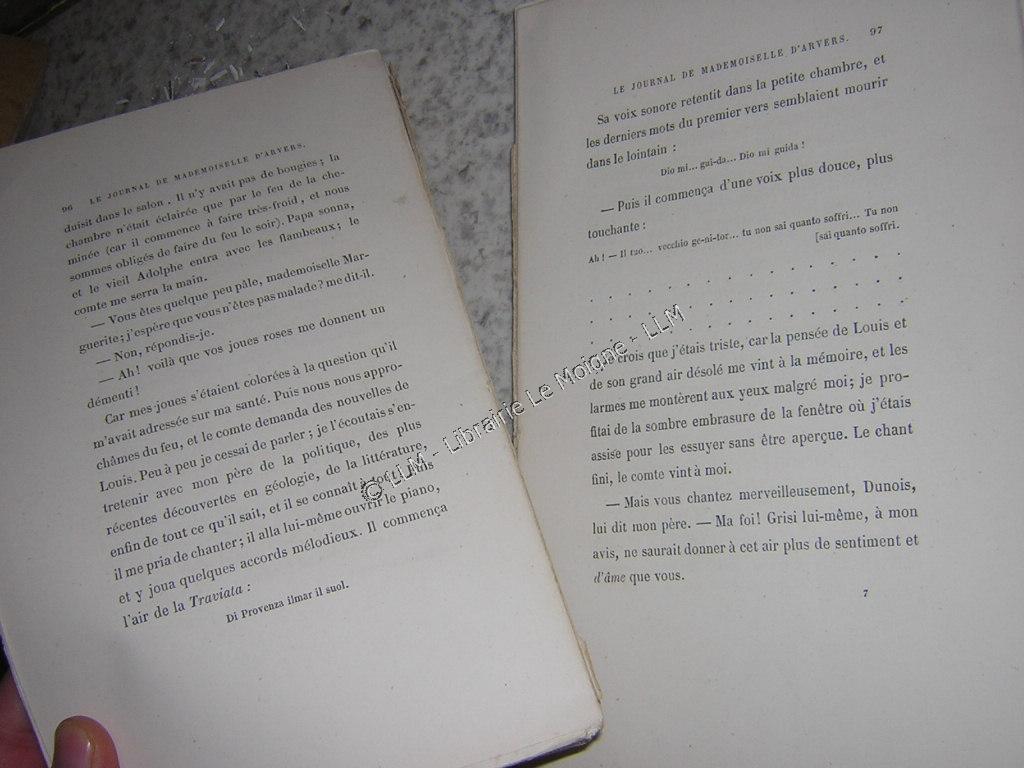 96 LE JOURNAL DE MADEMOISELLE D'ARVERS.
duisit dans le salon. Il n'y avait pas de bougies; la
chambre n'était éclairée que par le feu de la che-
minée (car il commence à faire très-froid, et nous
sommes obligés de faire du feu le soir). Papa sonna,
et le vieil Adolphe entra avec les flambeaux; le
comte me serra la main.
— Vous êtes quelque peu pâle, mademoiselle Mar-
guerite; j'espère que vous n'êtes pas malade? me dit-il.
— Non, répondis-je.
— Ah! voilà que vos joues roses me donnent un
démenti!
Car mes joues s'étaient colorées à la question qu'il
m'avait adressée sur ma santé. Puis nous nous appro-
châmes du feu, et le comte demanda des nouvelles de
Louis. Peu à peu je cessai de parler; je l'écoutais s'en-
tretenir avec mon père de la politique, des plus
récentes découvertes en géologie, de la littérature,
enfin de tout ce qu'il sait, et il se connaît à tout. Puis
il me pria de chanter; il alla lui-même ouvrir le piano,
et y joua quelques accords mélodieux. Il commença
l'air de la Traviata :
Di Provenza ilmar il suol.
LE JOURNAL DE MADEMOISELLE D'ARVERS. 97
Sa voix sonore retentit dans la petite chambre, et
les derniers mots du premier vers semblaient mourir
dans le lointain :
Dio mi... gui-da... Dio mi guida!
— Puis il commença d'une voix plus douce, plus
touchante :
Ah! — Il tuo... vecchio ge-ni-tor... tu non sai quanto soffri... Tu non
[sai quanto soffri.
. . . . . . . . . . . .
. . . . . . . . . . . .
. . . . . . . . . . . .
Je crois que j'étais triste, car la pensée de Louis et
de son grand air désolé me vint à la mémoire, et les
larmes me montèrent aux yeux malgré moi; je pro-
fitai de la sombre embrasure de la fenêtre où j'étais
assise pour les essuyer sans être aperçue. Le chant
fini, le comte vint à moi.
— Mais vous chantez merveilleusement, Dunois,
lui dit mon père. — Ma foi! Grisi lui-même, à mon
avis, ne saurait donner à cet air plus de sentiment et
d'âme que vous.
7
© LLM - Librairie Le Moigne - LLM